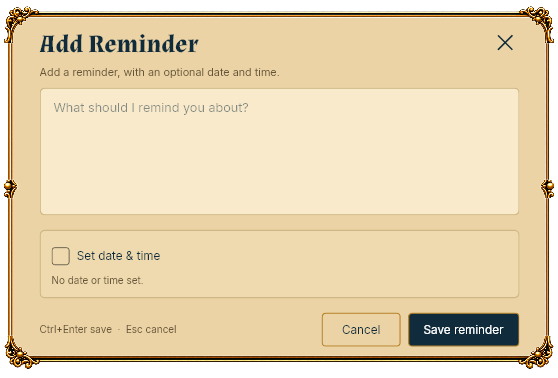 Add Reminder
Add a reminder, with an optional date and time.
What should I remind you about?
Set date & time
No date or time set.
Ctrl+Enter save · Esc cancel
Cancel
Save reminder